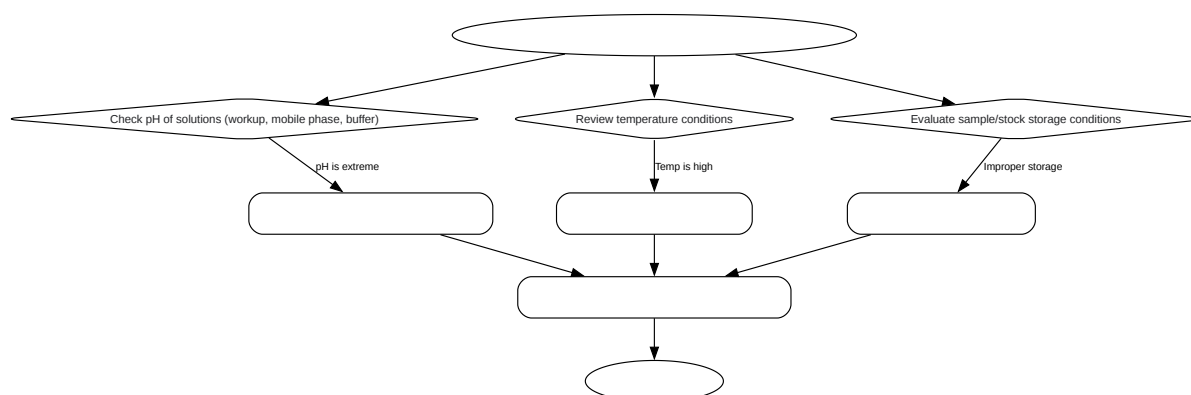 Check pH of solutions (workup, mobile phase, buffer)
Review temperature conditions
Evaluate sample/stock storage conditions
pH is extreme
Temp is high
Improper storage